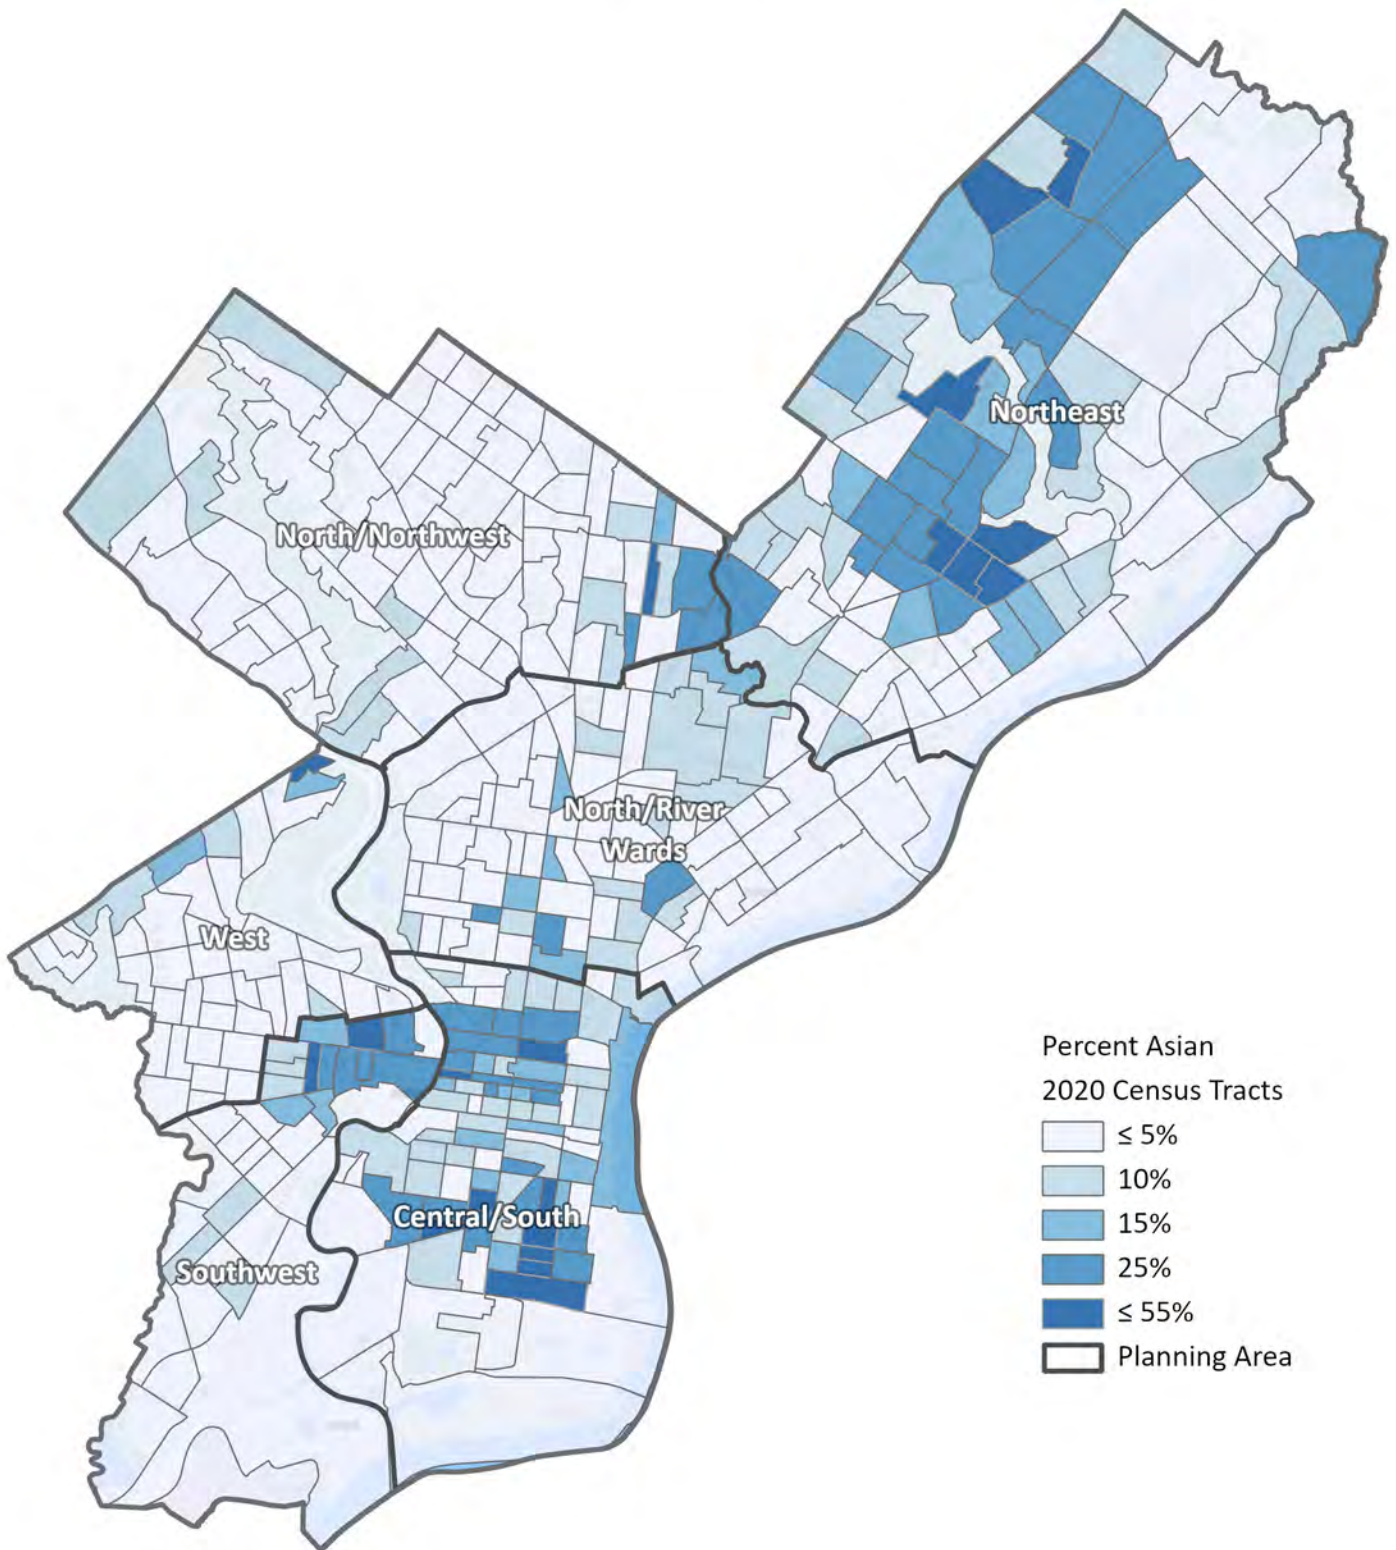 Northeast
North/Northwest
North/River
Wards
West
Central/South
Southwest
Percent Asian
2020 Census Tracts
≤ 5%
10%
15%
25%
≤ 55%
Planning Area